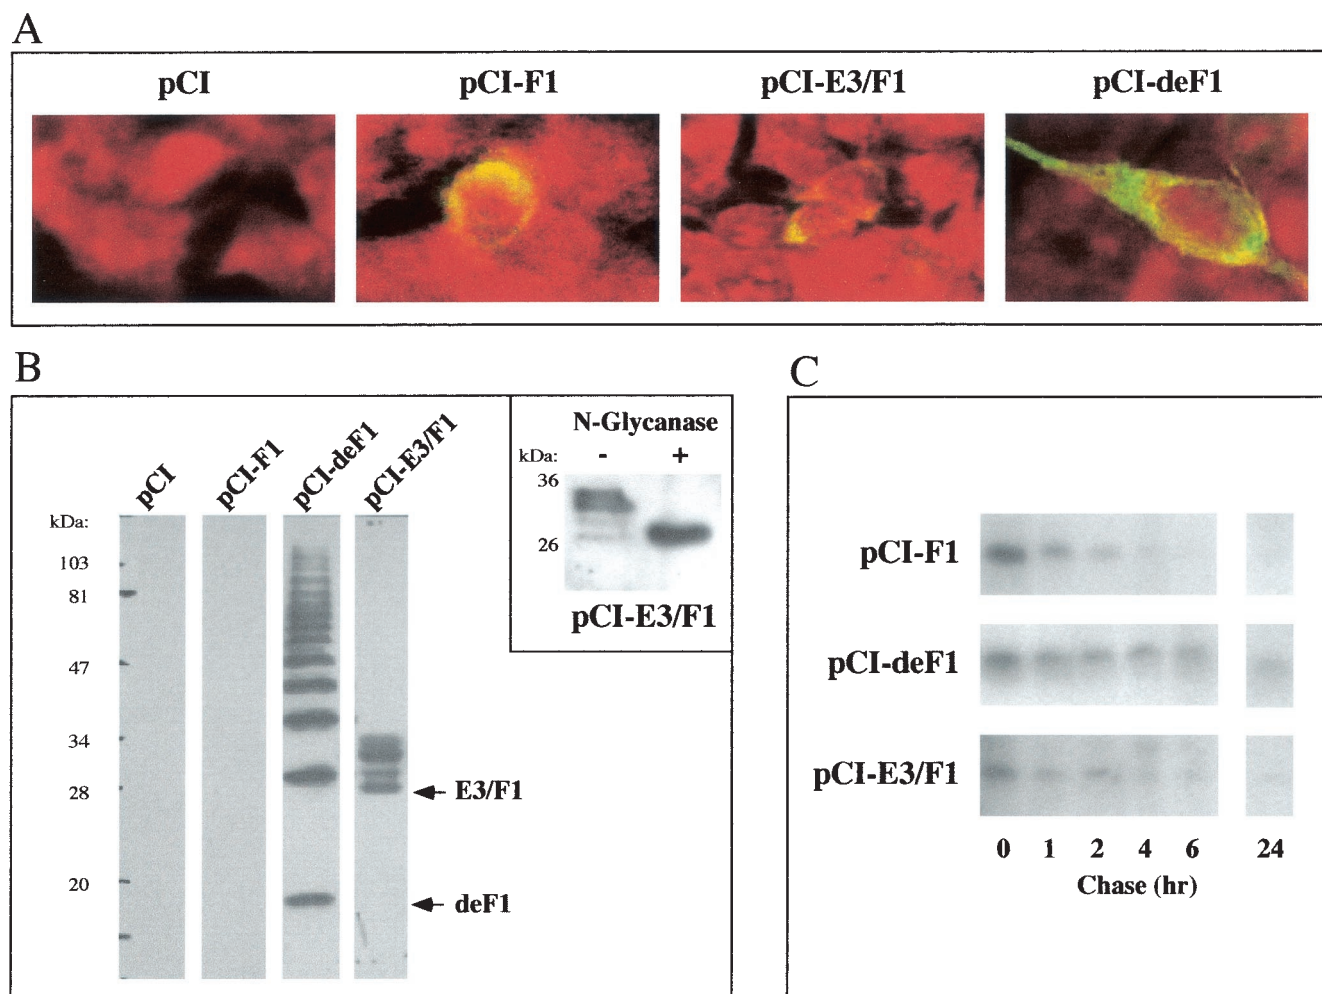 A
pCI pCI-F1 pCI-E3/F1 pCI-deF1
B
pCI pCI-F1 pCI-deF1 pCI-E3/F1
kDa:
103
81
47
34
28
20
E3/F1
deF1
N-Glycanase
kDa: - +
36
26
pCI-E3/F1
C
pCI-F1
pCI-deF1
pCI-E3/F1
0 1 2 4 6 24
Chase (hr)